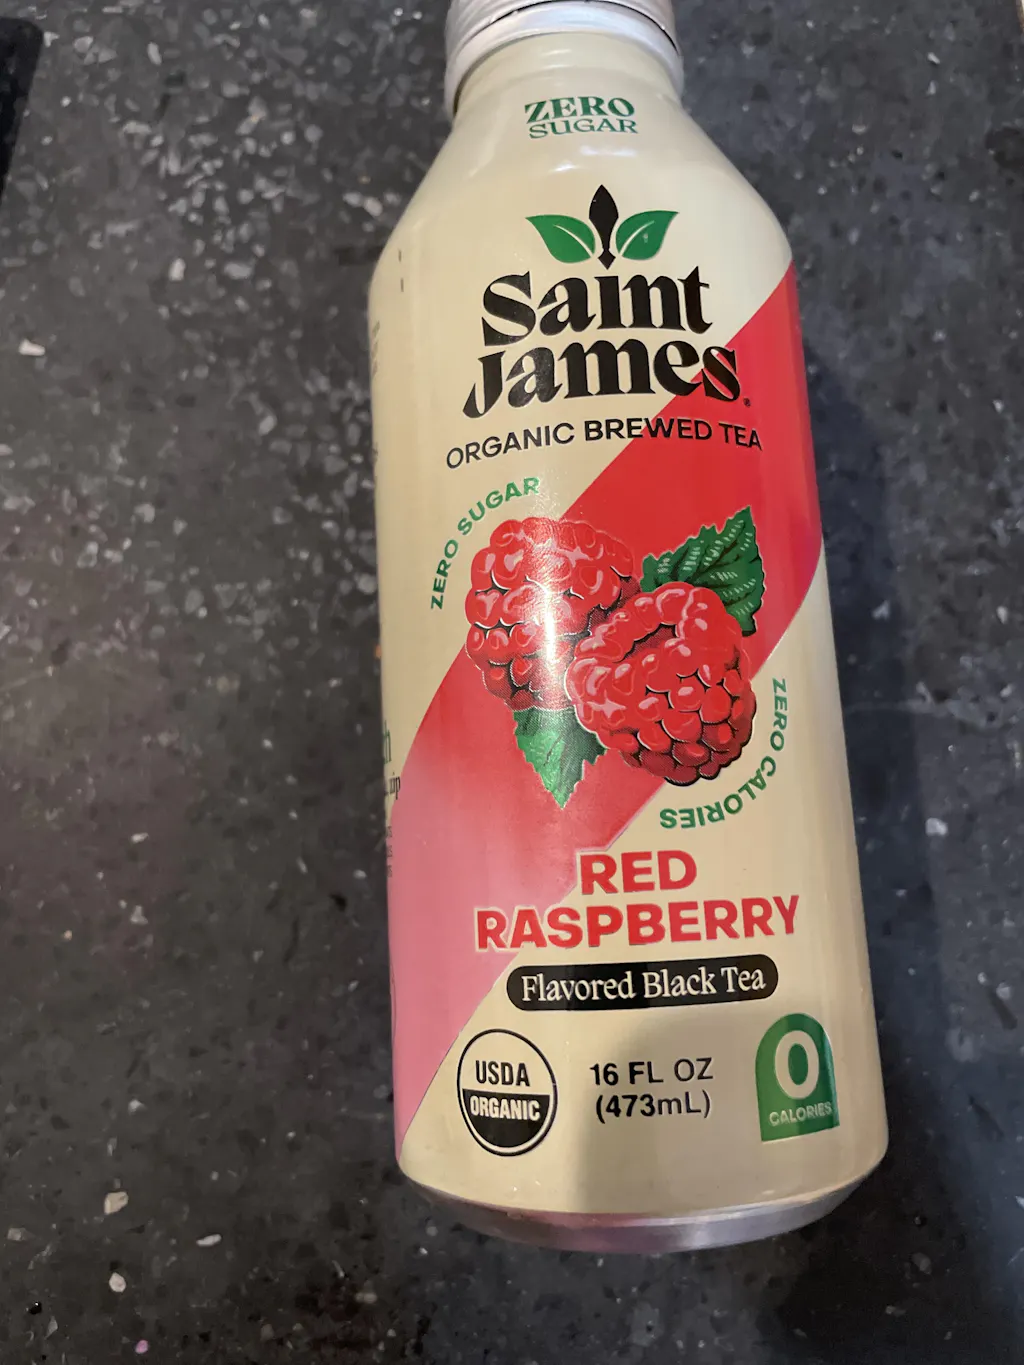 ZERO
SUGAR
Saint
James®
ORGANIC BREWED TEA
ZERO SUGAR
ZERO CALORIES
RED
RASPBERRY
Flavored Black Tea
USDA
ORGANIC
16 FL OZ
(473mL)
0
CALORIES